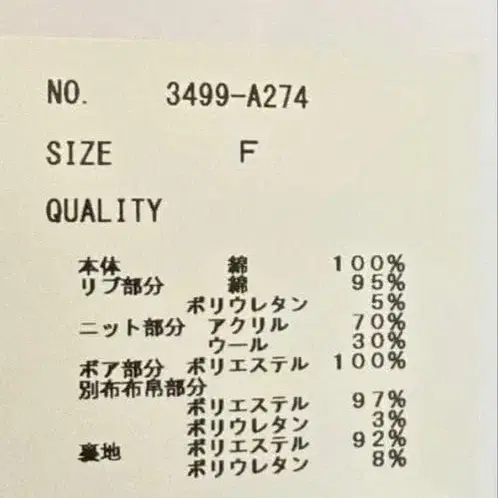 NO. 3499-A274
SIZE F
QUALITY
本体 綿 100%
リブ部分 綿 95%
ポリウレタン 5%
ニット部分 アクリル 70%
ウール 30%
ボア部分 ポリエステル 100%
別布布帛部分
ポリエステル 97%
ポリウレタン 3%
裏地 ポリエステル 92%
ポリウレタン 8%